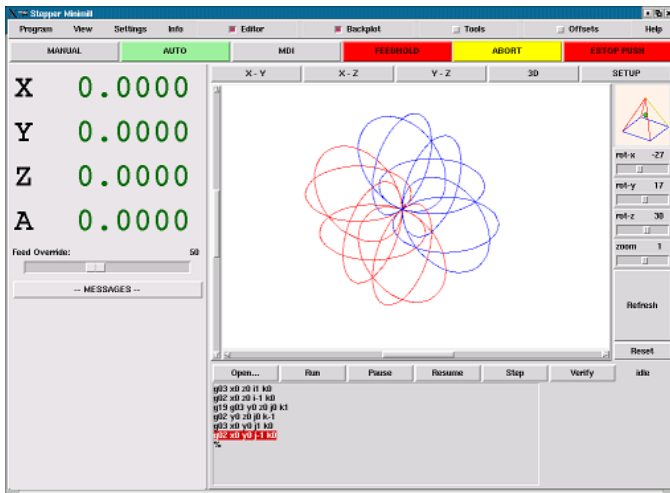 Stepper Minimill
Program View Settings Info Editor Backplot Tools Offsets Help
MANUAL AUTO MDI FEEDHOLD ABORT ESTOP PUSH
X - Y X - Z Y - Z 3D SETUP
X 0.0000
Y 0.0000
Z 0.0000
A 0.0000
Feed Override: 50
-- MESSAGES --
rot-x -27
rot-y 17
rot-z 30
zoom 1
Refresh
Reset
Open... Run Pause Resume Step Verify idle
g03 x0 z0 i1 k0
g02 x0 z0 i-1 k0
g19 g03 y0 z0 j0 k1
g02 y0 z0 j0 k-1
g03 x0 y0 j1 k0
g02 x0 y0 j-1 k0
%